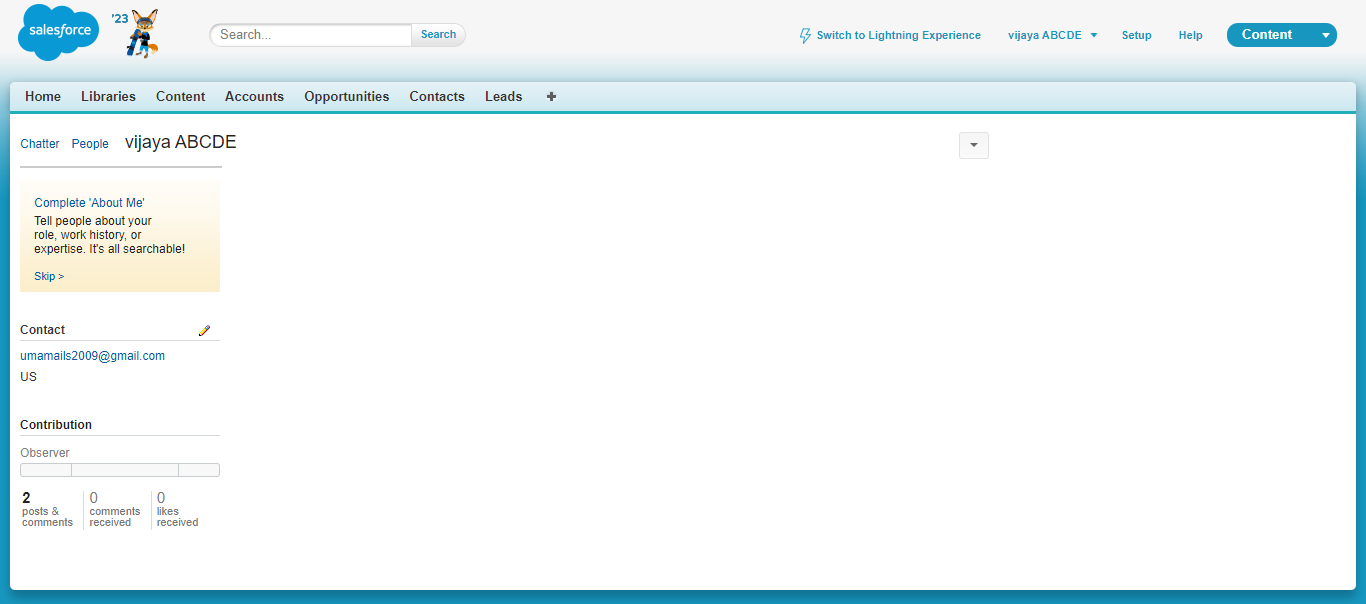 salesforce
'23
Search...
Search
Switch to Lightning Experience
vijaya ABCDE
Setup
Help
Content
Home
Libraries
Content
Accounts
Opportunities
Contacts
Leads
Chatter
People
vijaya ABCDE
Complete 'About Me'
Tell people about your
role, work history, or
expertise. It's all searchable!
Skip >
Contact
umamails2009@gmail.com
US
Contribution
Observer
2
posts &
comments
0
comments
received
0
likes
received